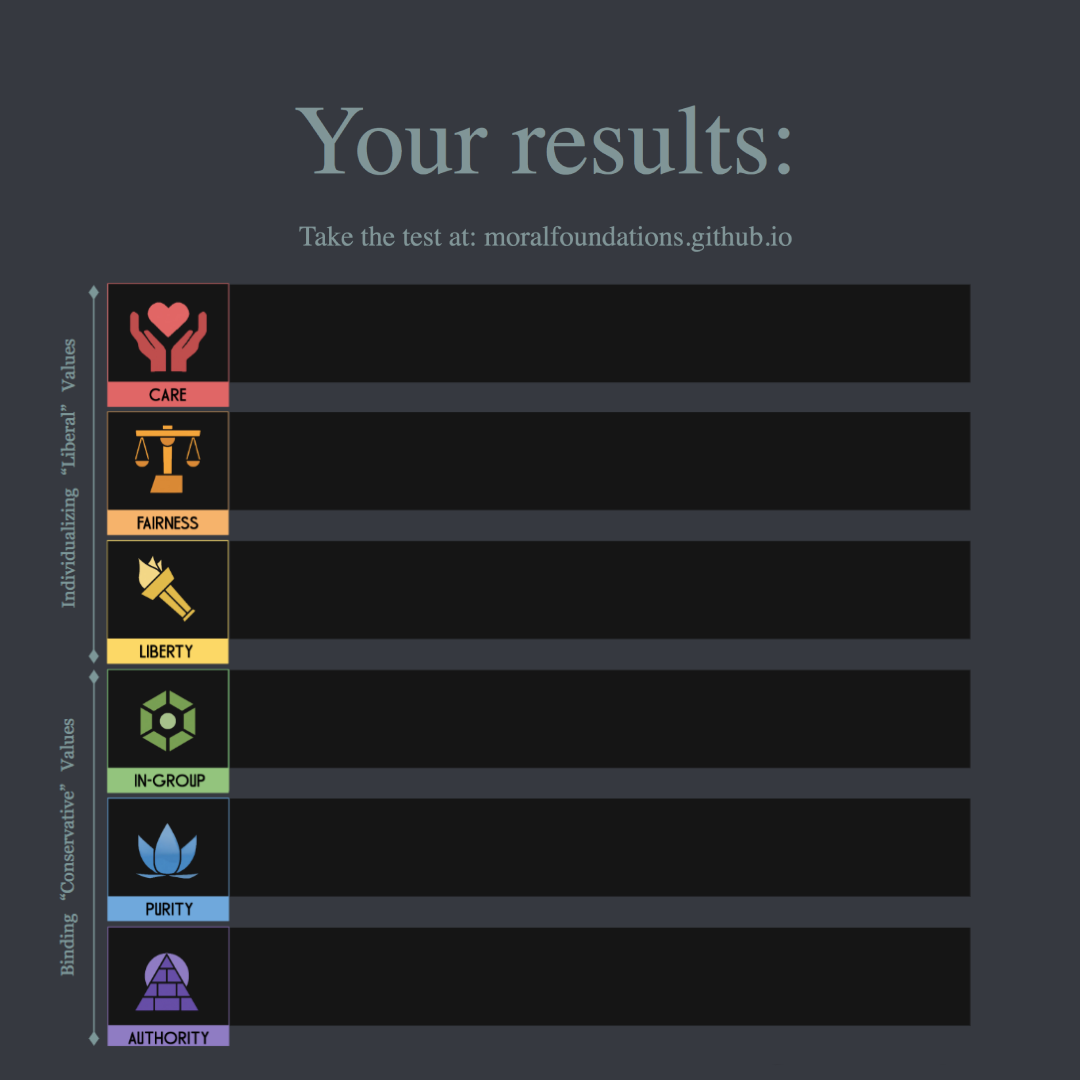 Your results:
Take the test at: moralfoundations.github.io
Individualizing “Liberal” Values
CARE
FAIRNESS
LIBERTY
Binding “Conservative” Values
IN-GROUP
PURITY
AUTHORITY